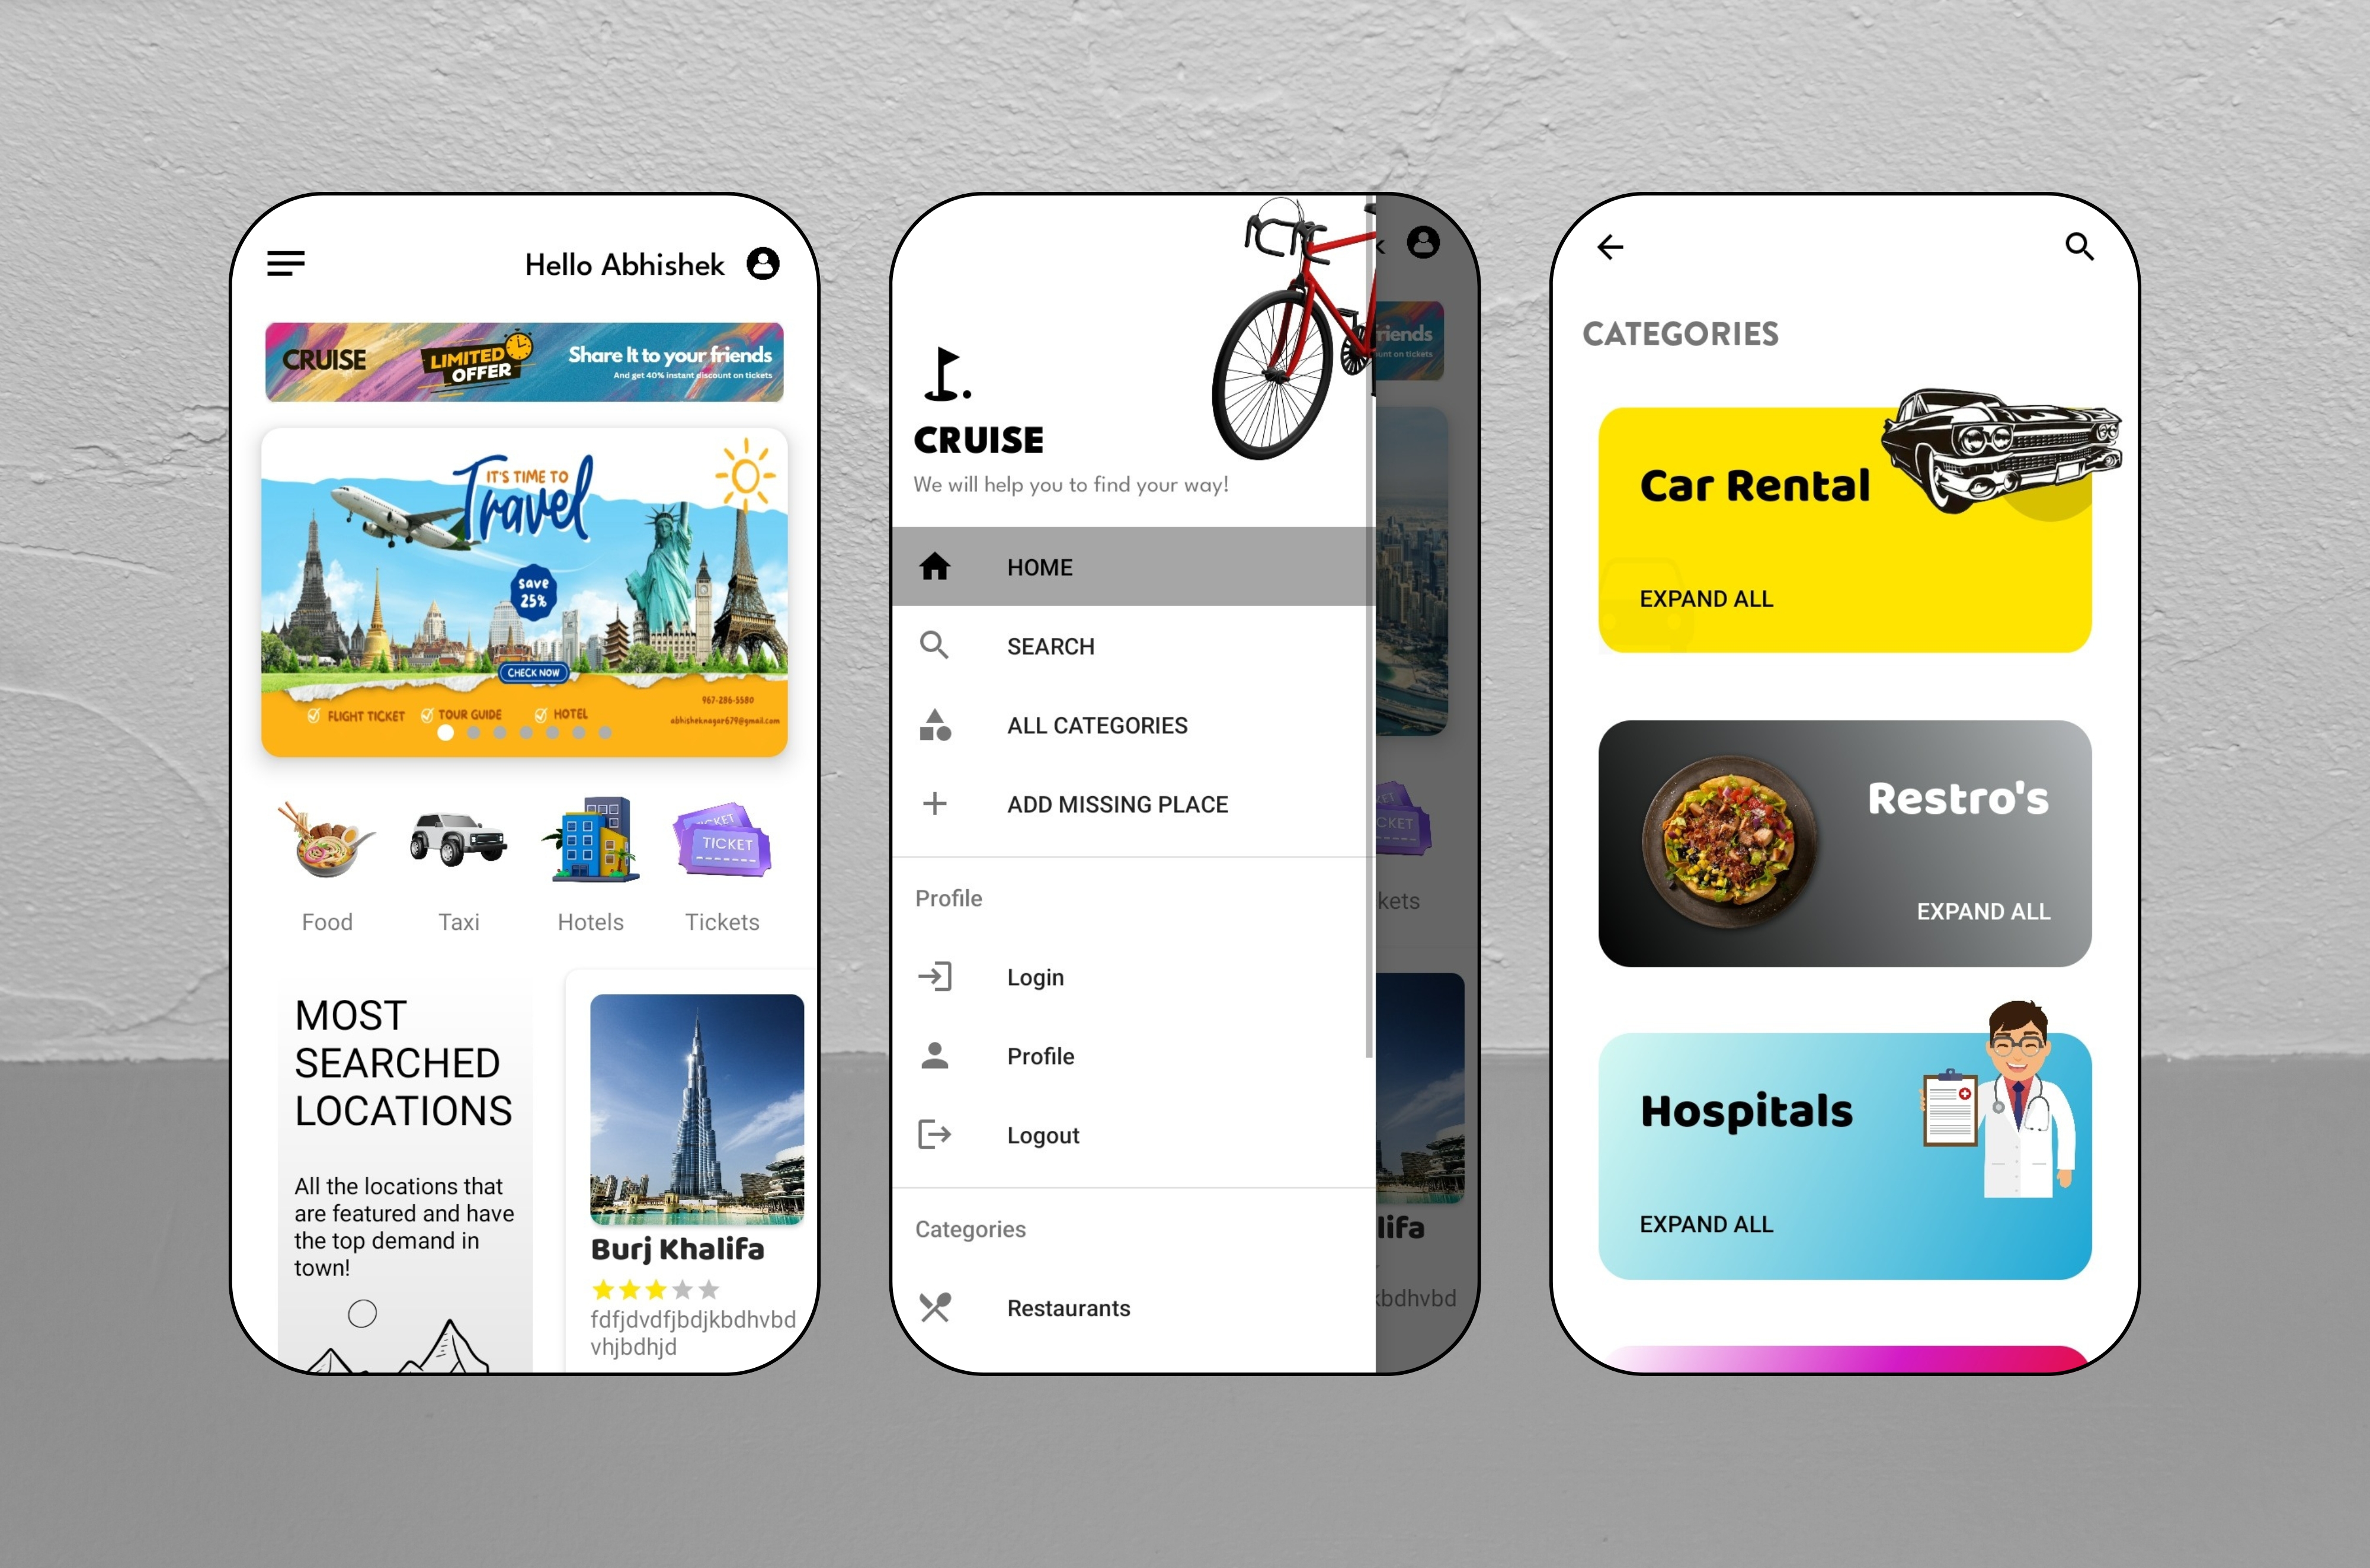 Hello Abhishek
CRUISE
LIMITED
OFFER
Share It to your friends
And get 40% instant discount on tickets
IT'S TIME TO
Travel
save
25%
CHECK NOW
FLIGHT TICKET
TOUR GUIDE
HOTEL
967-286-5580
abhisheknagar679@gmail.com
TICKET
TICKET
Food
Taxi
Hotels
Tickets
MOST
SEARCHED
LOCATIONS
All the locations that
are featured and have
the top demand in
town!
Burj Khalifa
fdfjdvdfjbdjkbdhvbd
vhjbdhjd
CRUISE
We will help you to find your way!
HOME
SEARCH
ALL CATEGORIES
ADD MISSING PLACE
Profile
Login
Profile
Logout
Categories
Restaurants
k
friends
unt on tickets
KET
CKET
kets
lifa
kbdhvbd
CATEGORIES
Car Rental
EXPAND ALL
Restro's
EXPAND ALL
Hospitals
EXPAND ALL